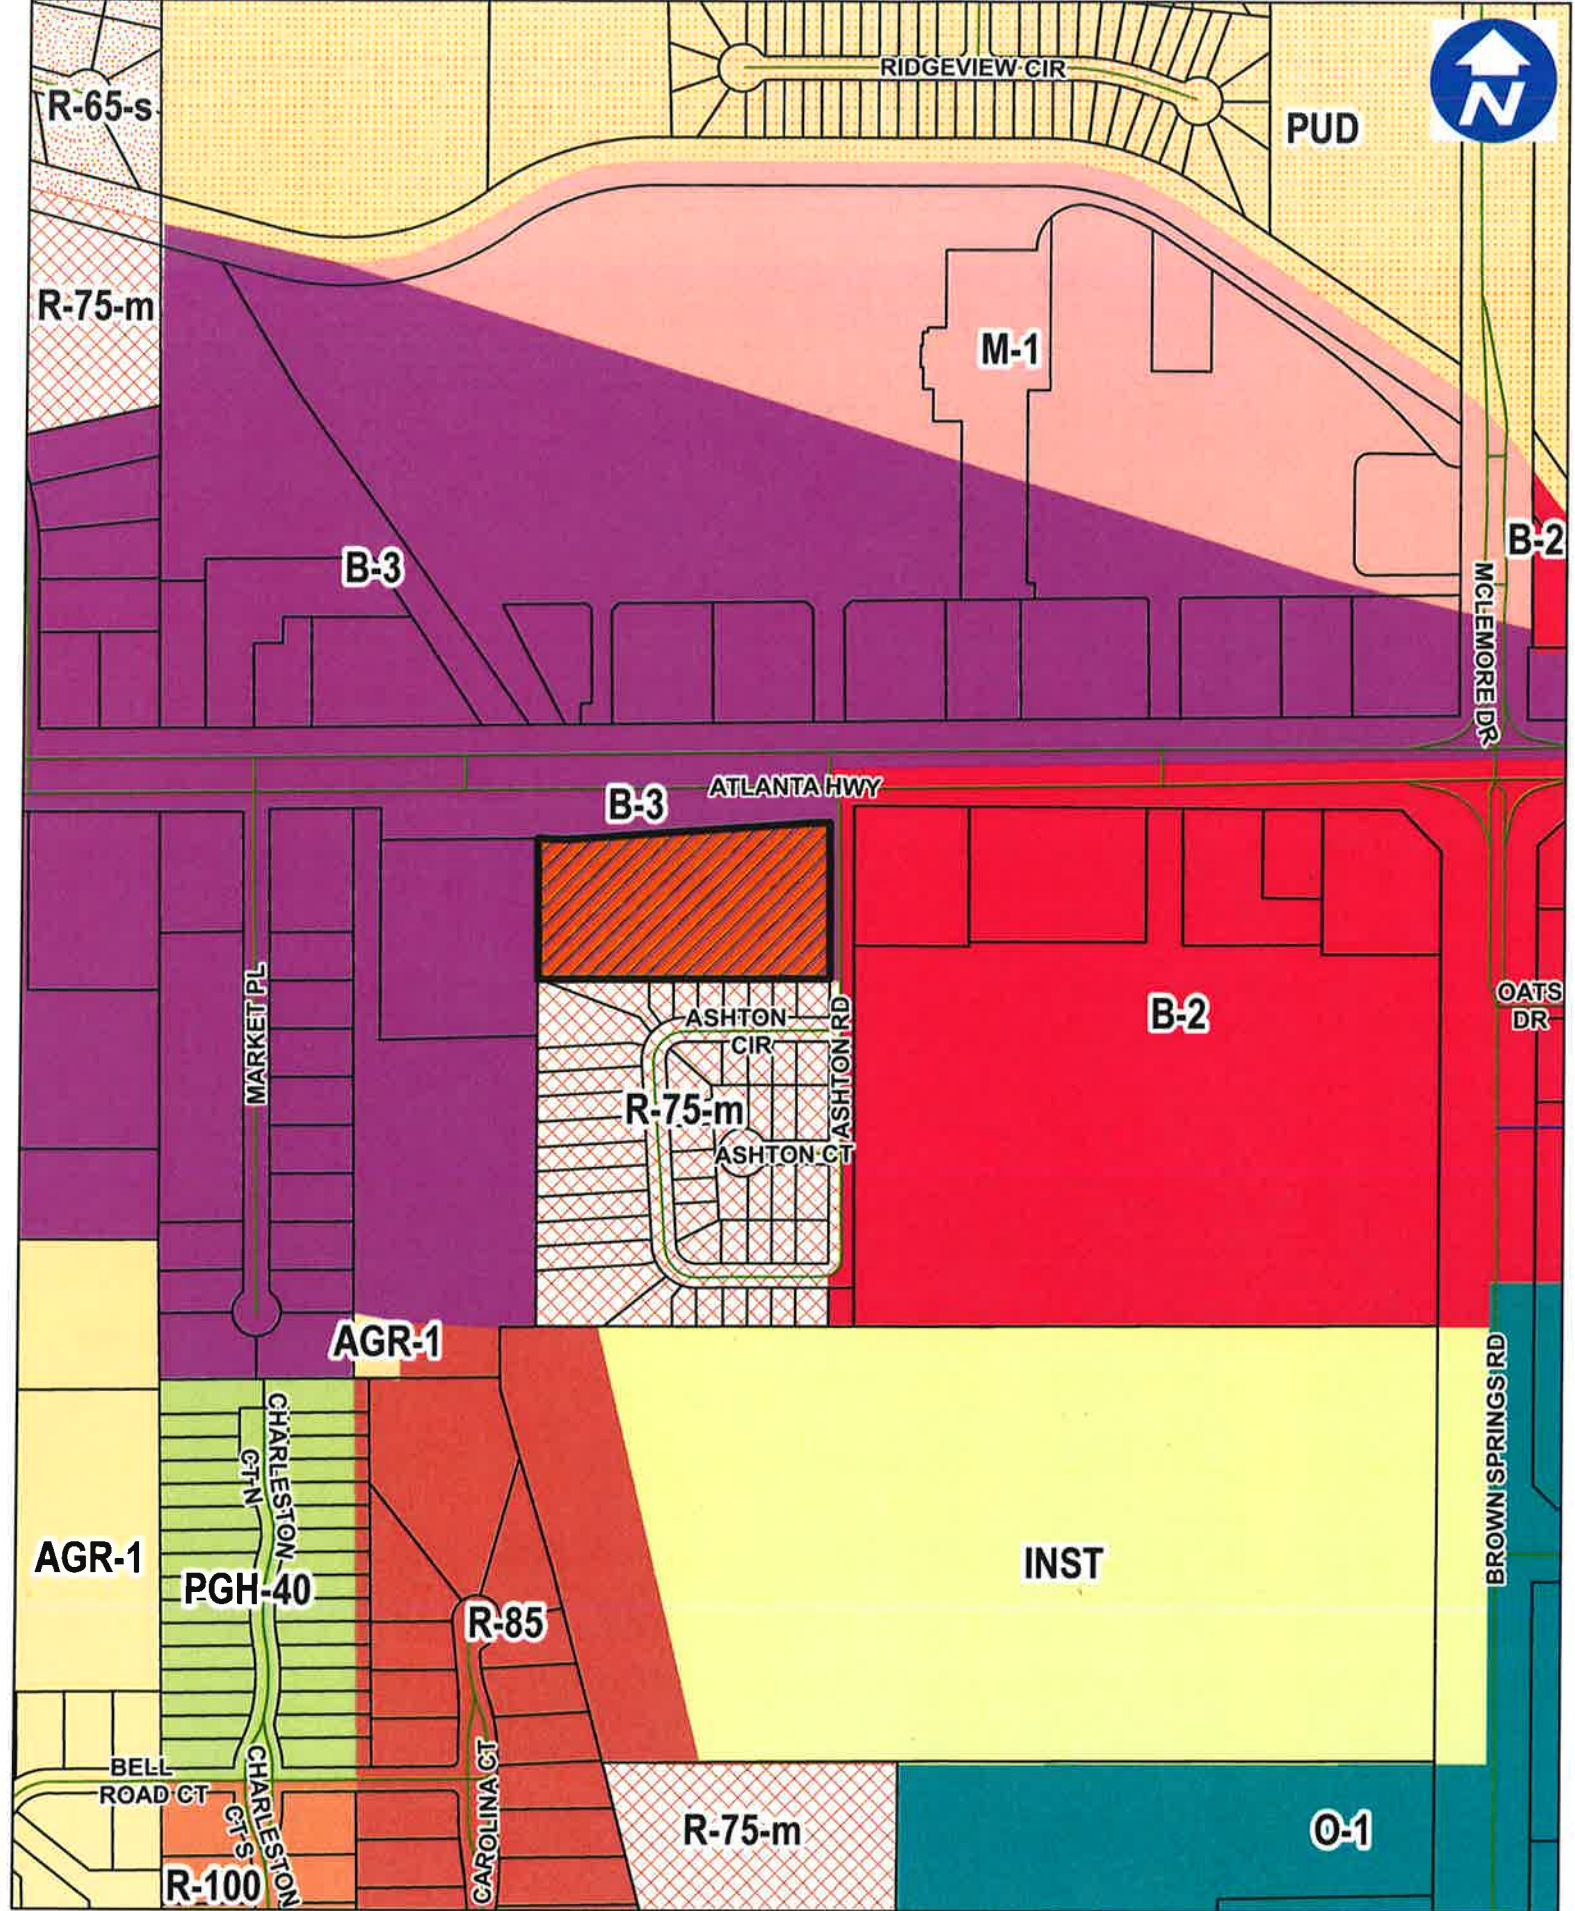 RIDGEVIEW CIR
R-65-s
PUD
N
R-75-m
M-1
B-2
B-3
MCLEMORE DR
ATLANTA HWY
B-3
MARKET PL
ASHTON
CIR
ASHTON RD
B-2
OATS
DR
R-75-m
ASHTON CT
AGR-1
BROWN SPRINGS RD
CHARLESTON
CT N
AGR-1
PGH-40
INST
R-85
BELL
ROAD CT
CHARLESTON
CT S
CAROLINA CT
R-75-m
O-1
R-100